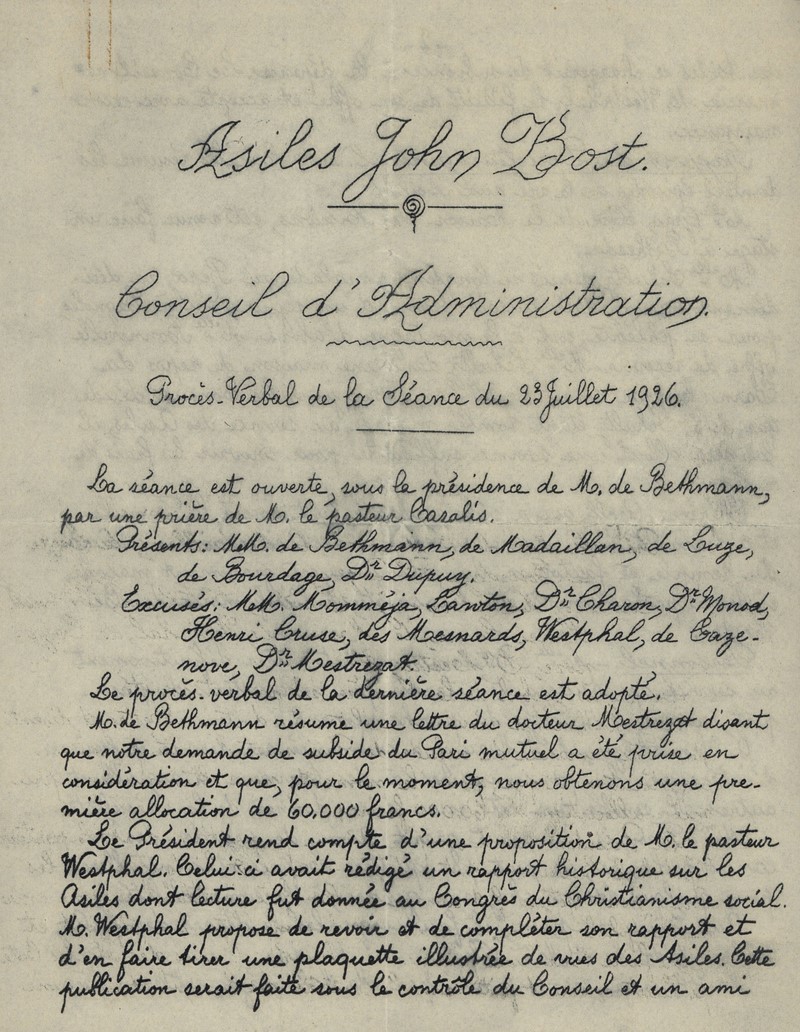 Asiles John Bost.
Conseil d'Administration.
Procès-Verbal de la Séance du 23 Juillet 1926.
La séance est ouverte, sous la présidence de M. de Bethmann,
par une prière de M. le pasteur Casalis.
Présents: MM. de Bethmann, de Madaillan, de Luze,
de Bourdage, Dr Dupuy.
Excusés: MM. Momméja, Lawton, Dr Charon, Dr Monod,
Henri Cruse, des Mesnards, Westphal, de Caze-
nove, Dr Mestrezat.
Le procès-verbal de la dernière séance est adopté.
M. de Bethmann résume une lettre du docteur Mestrezat disant
que notre demande de subside du Pari mutuel a été prise en
considération et que, pour le moment, nous obtenons une pre-
mière allocation de 60.000 francs.
Le Président rend compte d'une proposition de M. le pasteur
Westphal. Celui-ci avait rédigé un rapport historique sur les
Asiles dont lecture fut donnée au Congrès du Christianisme social.
M. Westphal propose de revoir et de compléter son rapport et
d'en faire tirer une plaquette illustrée de vues des Asiles. Cette
publication serait faite sous le contrôle du Conseil et un ami